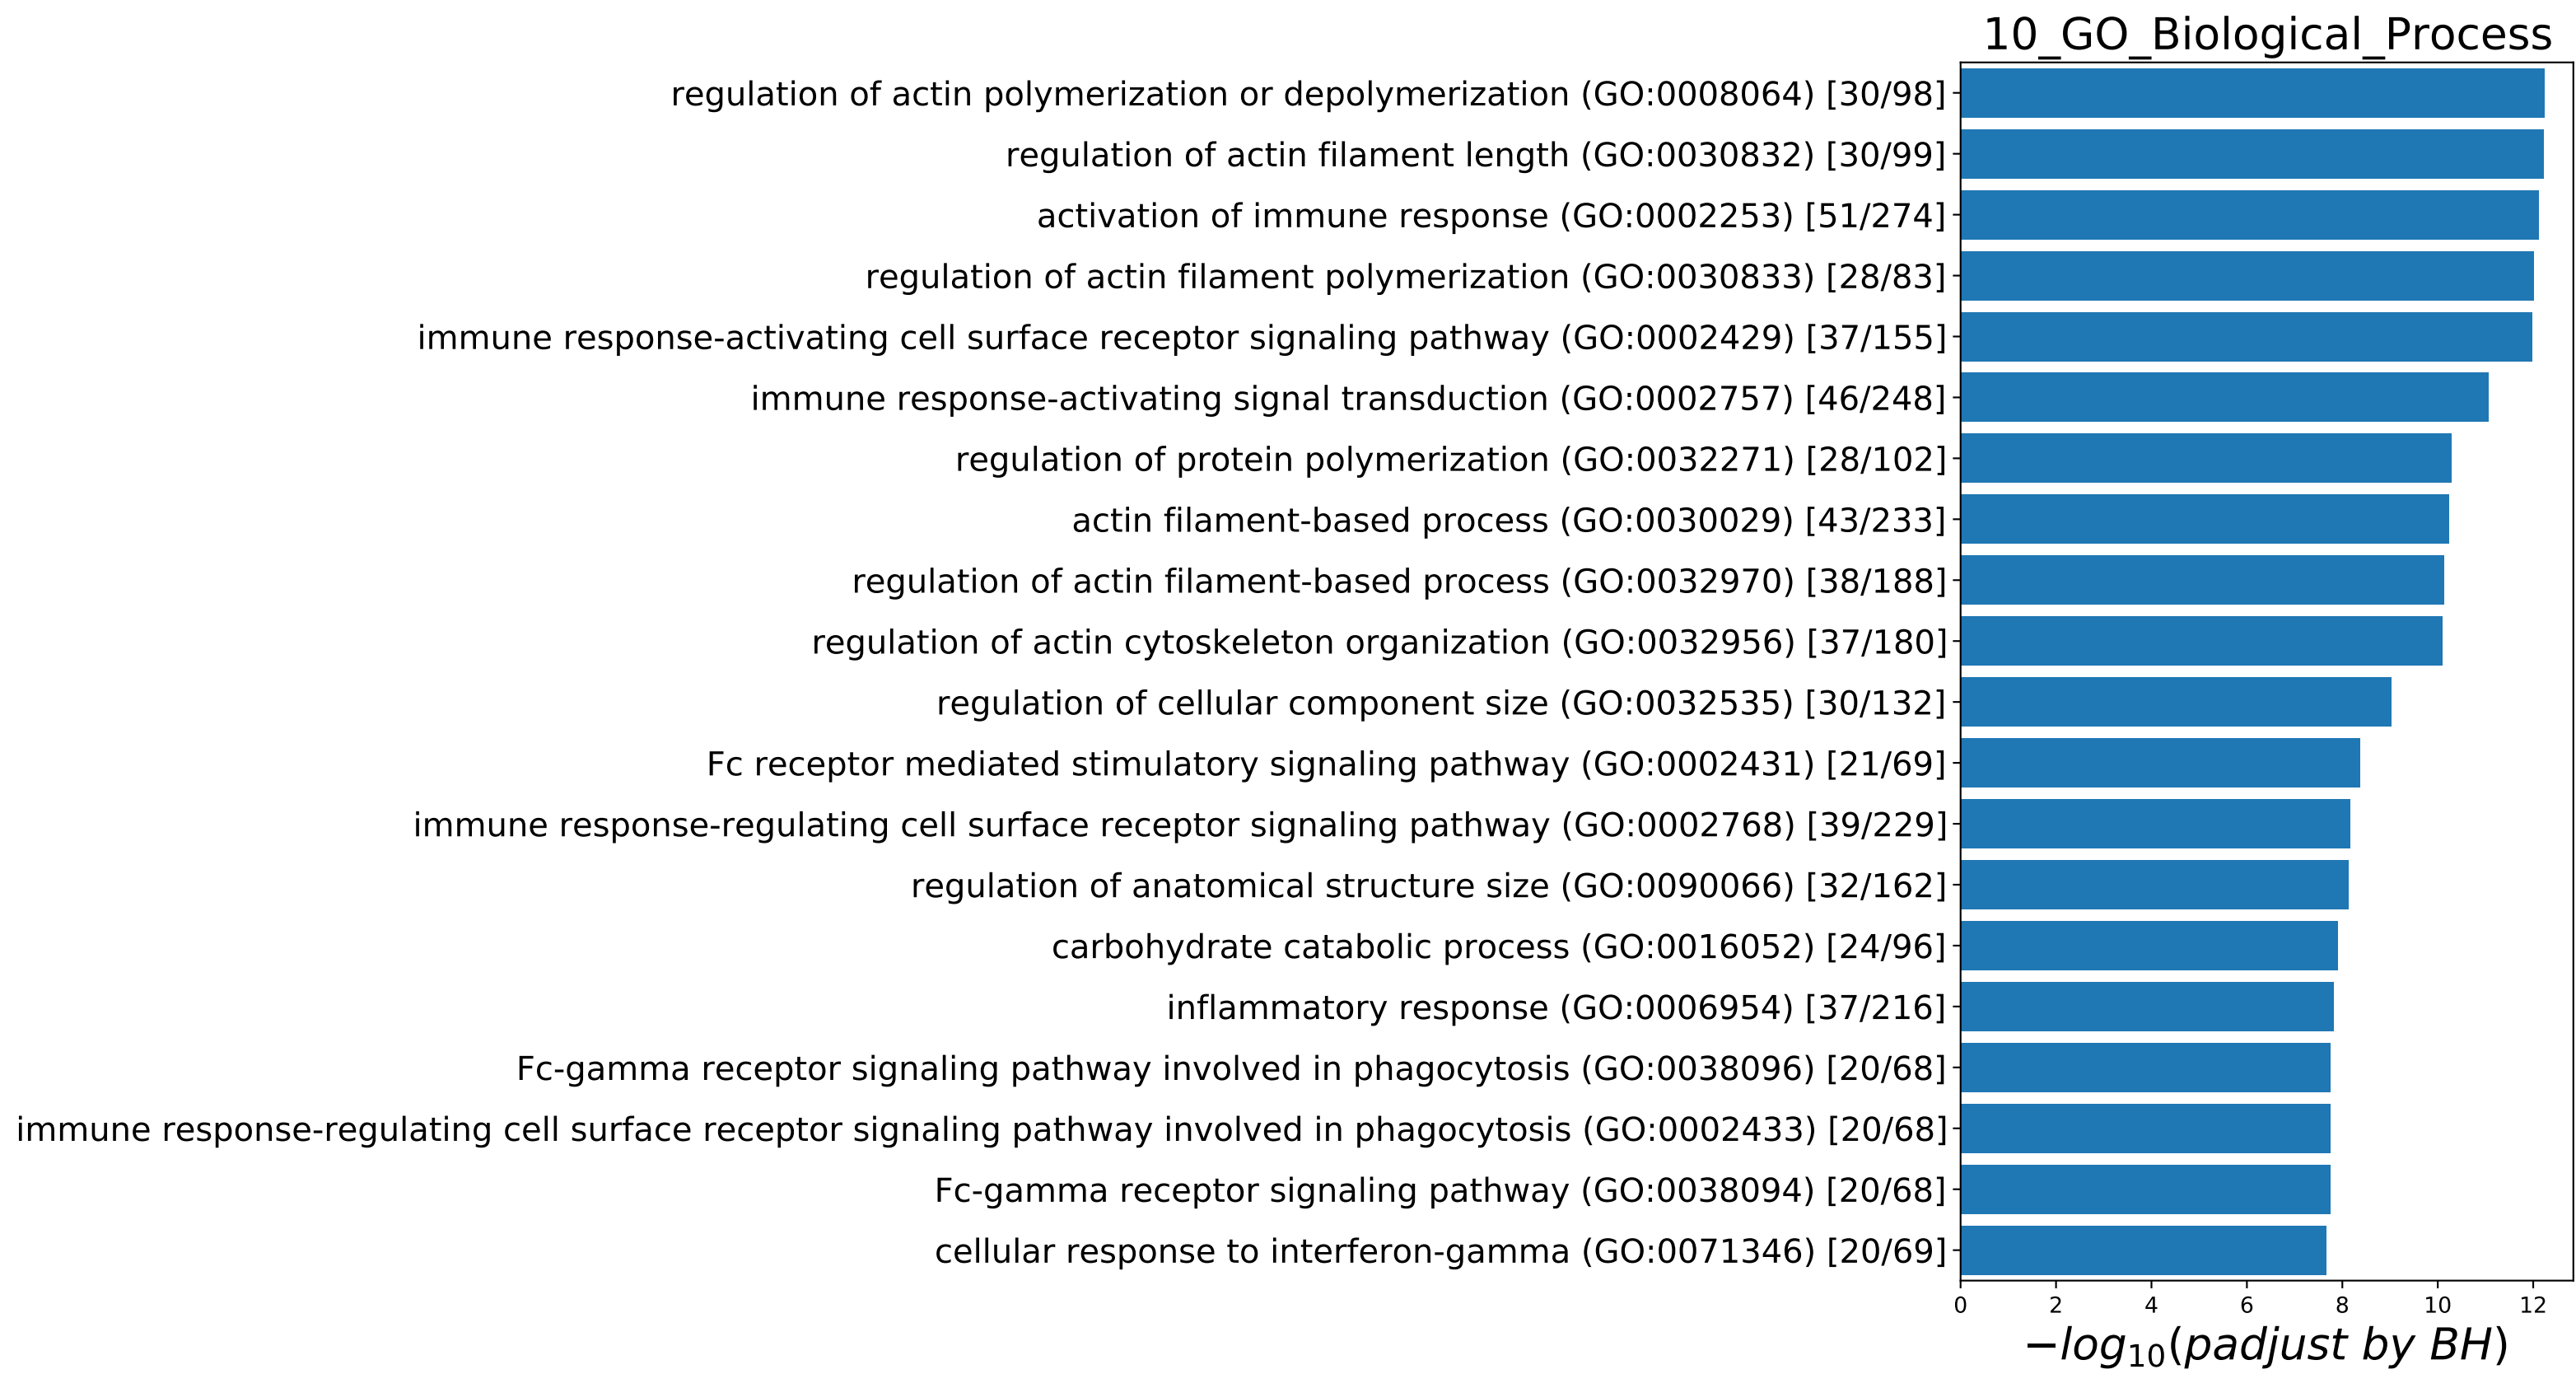 10_GO_Biological_Process
regulation of actin polymerization or depolymerization (GO:0008064) [30/98]
regulation of actin filament length (GO:0030832) [30/99]
activation of immune response (GO:0002253) [51/274]
regulation of actin filament polymerization (GO:0030833) [28/83]
immune response-activating cell surface receptor signaling pathway (GO:0002429) [37/155]
immune response-activating signal transduction (GO:0002757) [46/248]
regulation of protein polymerization (GO:0032271) [28/102]
actin filament-based process (GO:0030029) [43/233]
regulation of actin filament-based process (GO:0032970) [38/188]
regulation of actin cytoskeleton organization (GO:0032956) [37/180]
regulation of cellular component size (GO:0032535) [30/132]
Fc receptor mediated stimulatory signaling pathway (GO:0002431) [21/69]
immune response-regulating cell surface receptor signaling pathway (GO:0002768) [39/229]
regulation of anatomical structure size (GO:0090066) [32/162]
carbohydrate catabolic process (GO:0016052) [24/96]
inflammatory response (GO:0006954) [37/216]
Fc-gamma receptor signaling pathway involved in phagocytosis (GO:0038096) [20/68]
immune response-regulating cell surface receptor signaling pathway involved in phagocytosis (GO:0002433) [20/68]
Fc-gamma receptor signaling pathway (GO:0038094) [20/68]
cellular response to interferon-gamma (GO:0071346) [20/69]
0 2 4 6 8 10 12
−log₁₀(padjust by BH)